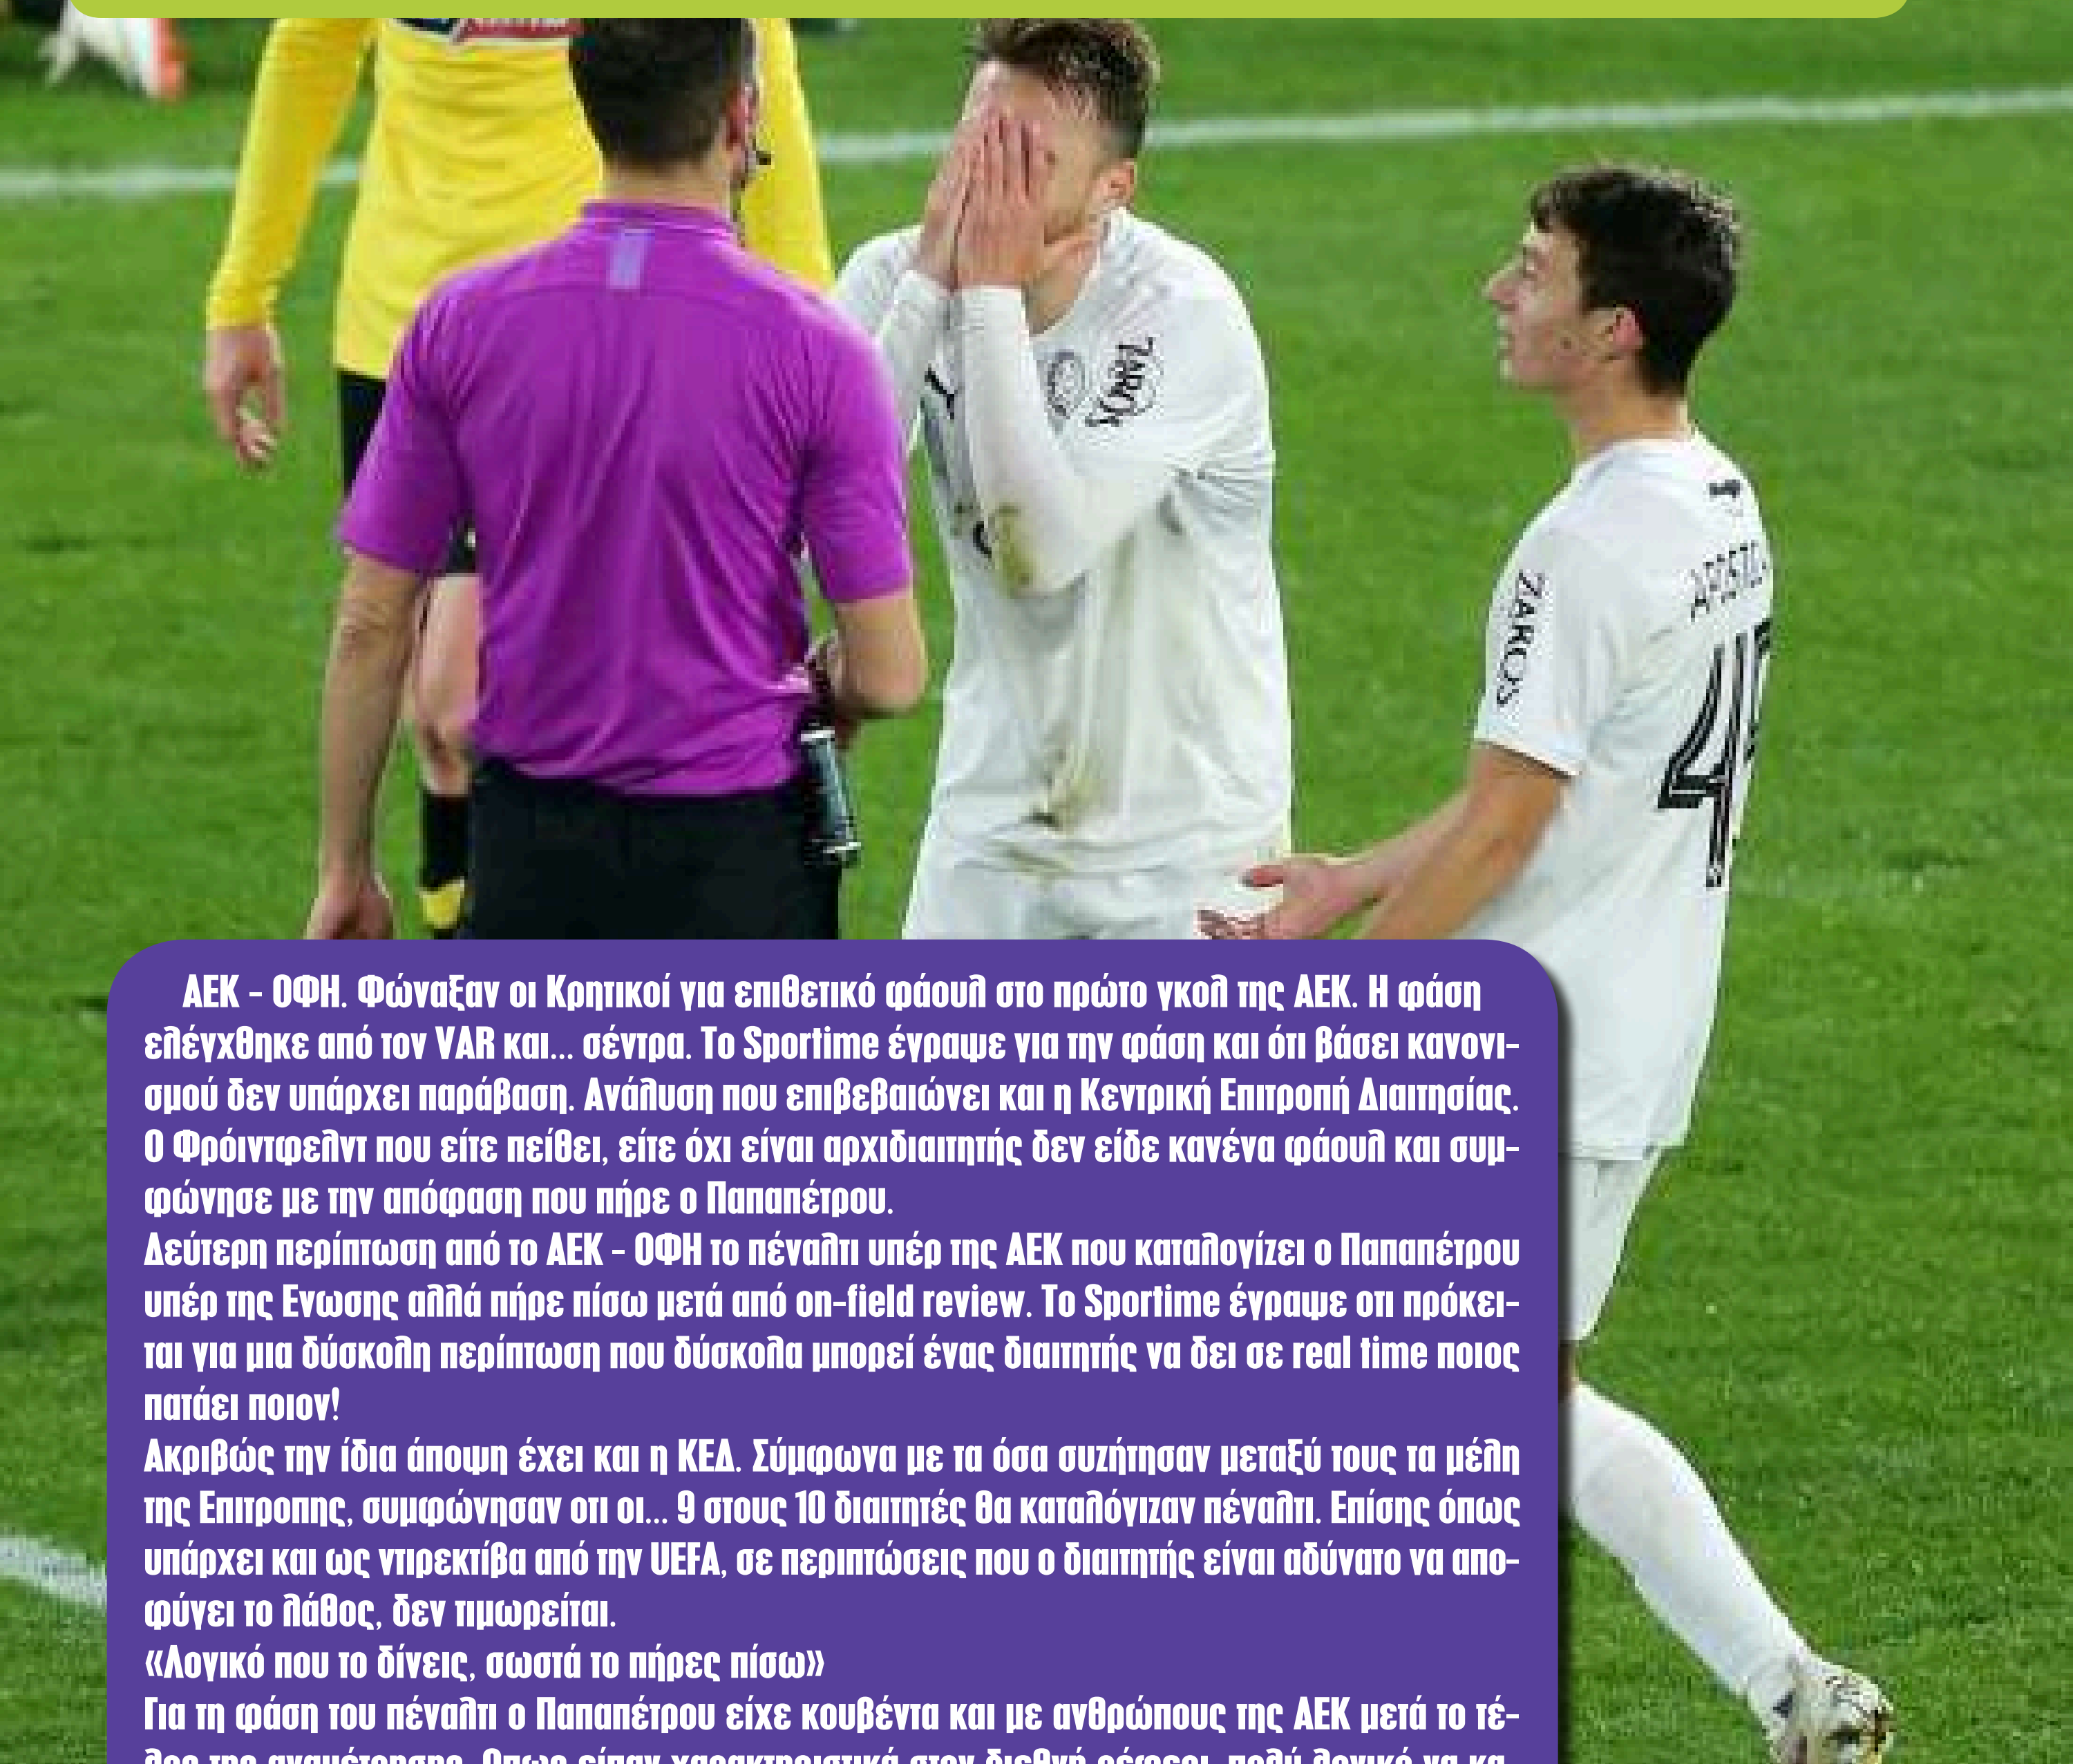 ZAROS
ZAROS
ΑΕΚ - ΟΦΗ. Φώναξαν οι Κρητικοί για επιθετικό φάουλ στο πρώτο γκολ της ΑΕΚ. Η φάση
ελέγχθηκε από τον VAR και... σέντρα. Το Sportime έγραψε για την φάση και ότι βάσει κανονι-
σμού δεν υπάρχει παράβαση. Ανάλυση που επιβεβαιώνει και η Κεντρική Επιτροπή Διαιτησίας.
Ο Φρόιντφελντ που είτε πείθει, είτε όχι είναι αρχιδιαιτητής δεν είδε κανένα φάουλ και συμ-
φώνησε με την απόφαση που πήρε ο Παπαπέτρου.
Δεύτερη περίπτωση από το ΑΕΚ - ΟΦΗ το πέναλτι υπέρ της ΑΕΚ που καταλογίζει ο Παπαπέτρου
υπέρ της Ενωσης αλλά πήρε πίσω μετά από on-field review. Το Sportime έγραψε οτι πρόκει-
ται για μια δύσκολη περίπτωση που δύσκολα μπορεί ένας διαιτητής να δει σε real time ποιος
πατάει ποιον!
Ακριβώς την ίδια άποψη έχει και η ΚΕΔ. Σύμφωνα με τα όσα συζήτησαν μεταξύ τους τα μέλη
της Επιτροπης, συμφώνησαν οτι οι... 9 στους 10 διαιτητές θα καταλόγιζαν πέναλτι. Επίσης όπως
υπάρχει και ως ντιρεκτίβα από την UEFA, σε περιπτώσεις που ο διαιτητής είναι αδύνατο να απο-
φύγει το λάθος, δεν τιμωρείται.
«Λογικό που το δίνεις, σωστά το πήρες πίσω»
Για τη φάση του πέναλτι ο Παπαπέτρου είχε κουβέντα και με ανθρώπους της ΑΕΚ μετά το τέ-